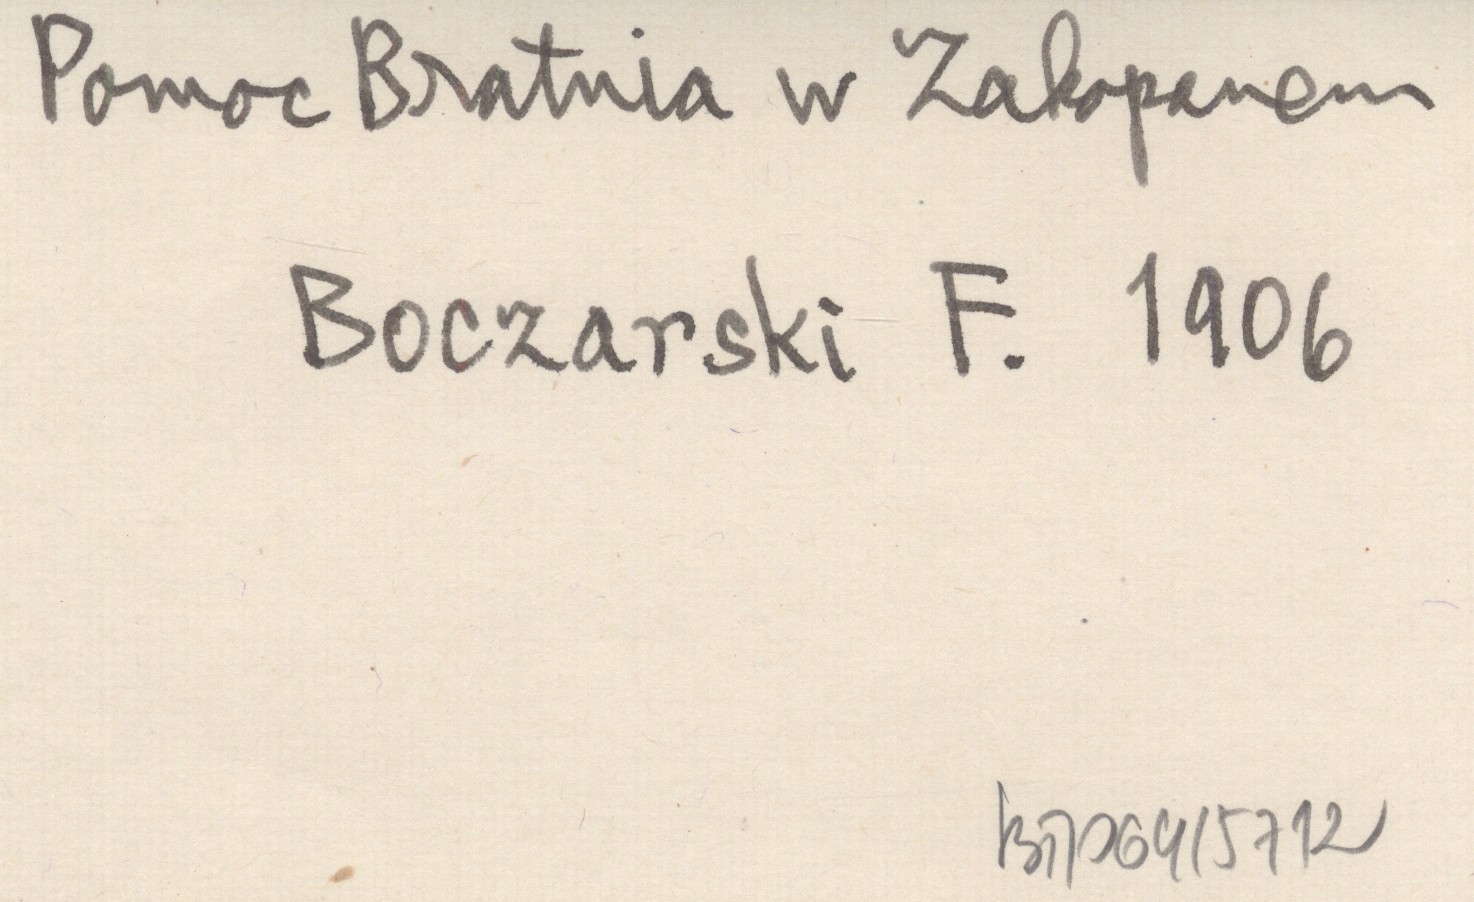 Pomoc Bratnia w Zakopanem
Boczarski F. 1906